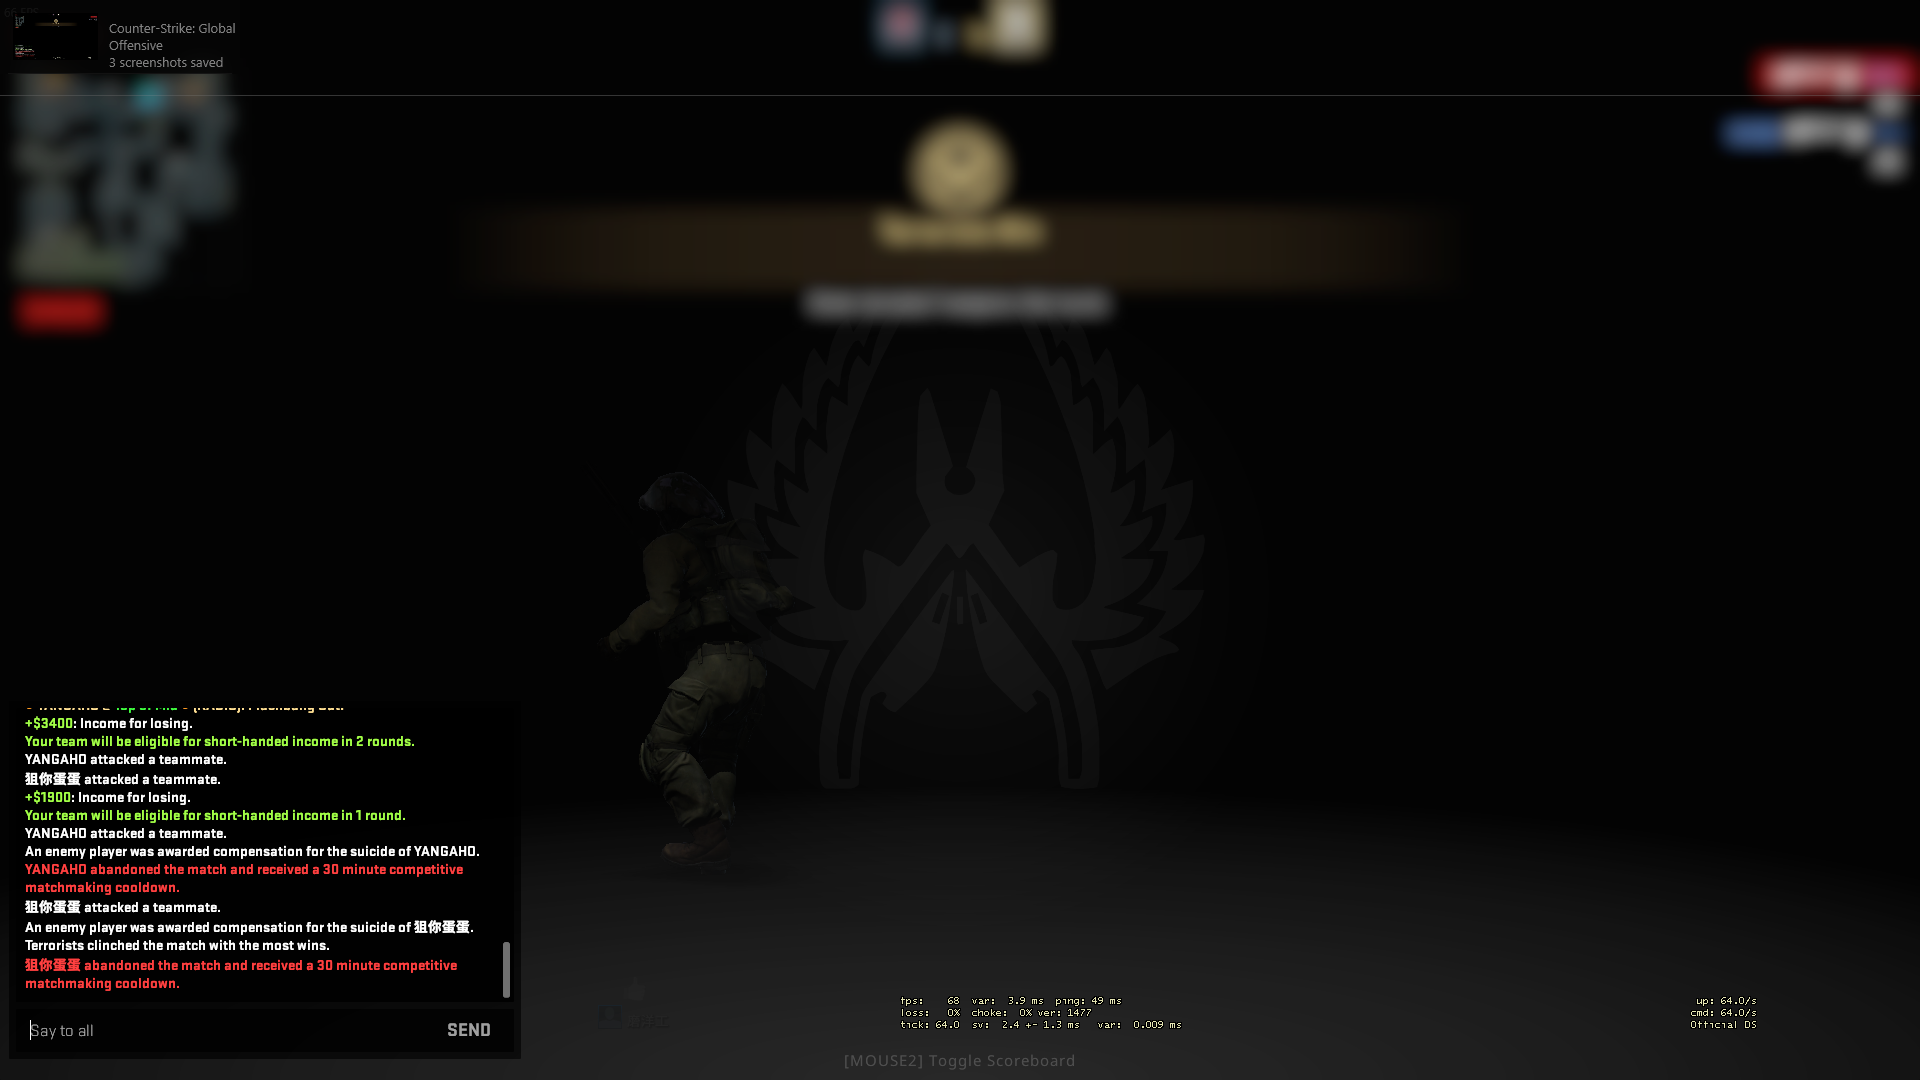 Counter-Strike: Global
Offensive
3 screenshots saved
+$3400: Income for losing.
Your team will be eligible for short-handed income in 2 rounds.
YANGAHO attacked a teammate.
狙你蛋蛋 attacked a teammate.
+$1900: Income for losing.
Your team will be eligible for short-handed income in 1 round.
YANGAHO attacked a teammate.
An enemy player was awarded compensation for the suicide of YANGAHO.
YANGAHO abandoned the match and received a 30 minute competitive
matchmaking cooldown.
狙你蛋蛋 attacked a teammate.
An enemy player was awarded compensation for the suicide of 狙你蛋蛋.
Terrorists clinched the match with the most wins.
狙你蛋蛋 abandoned the match and received a 30 minute competitive
matchmaking cooldown.
Say to all
SEND
fps: 68 var: 3.9 ms ping: 49 ms
loss: 0% choke: 0% ver: 1477
tick: 64.0 sv: 2.4 +- 1.3 ms var: 0.009 ms
up: 64.0/s
cmd: 64.0/s
Official DS
[MOUSE2] Toggle Scoreboard